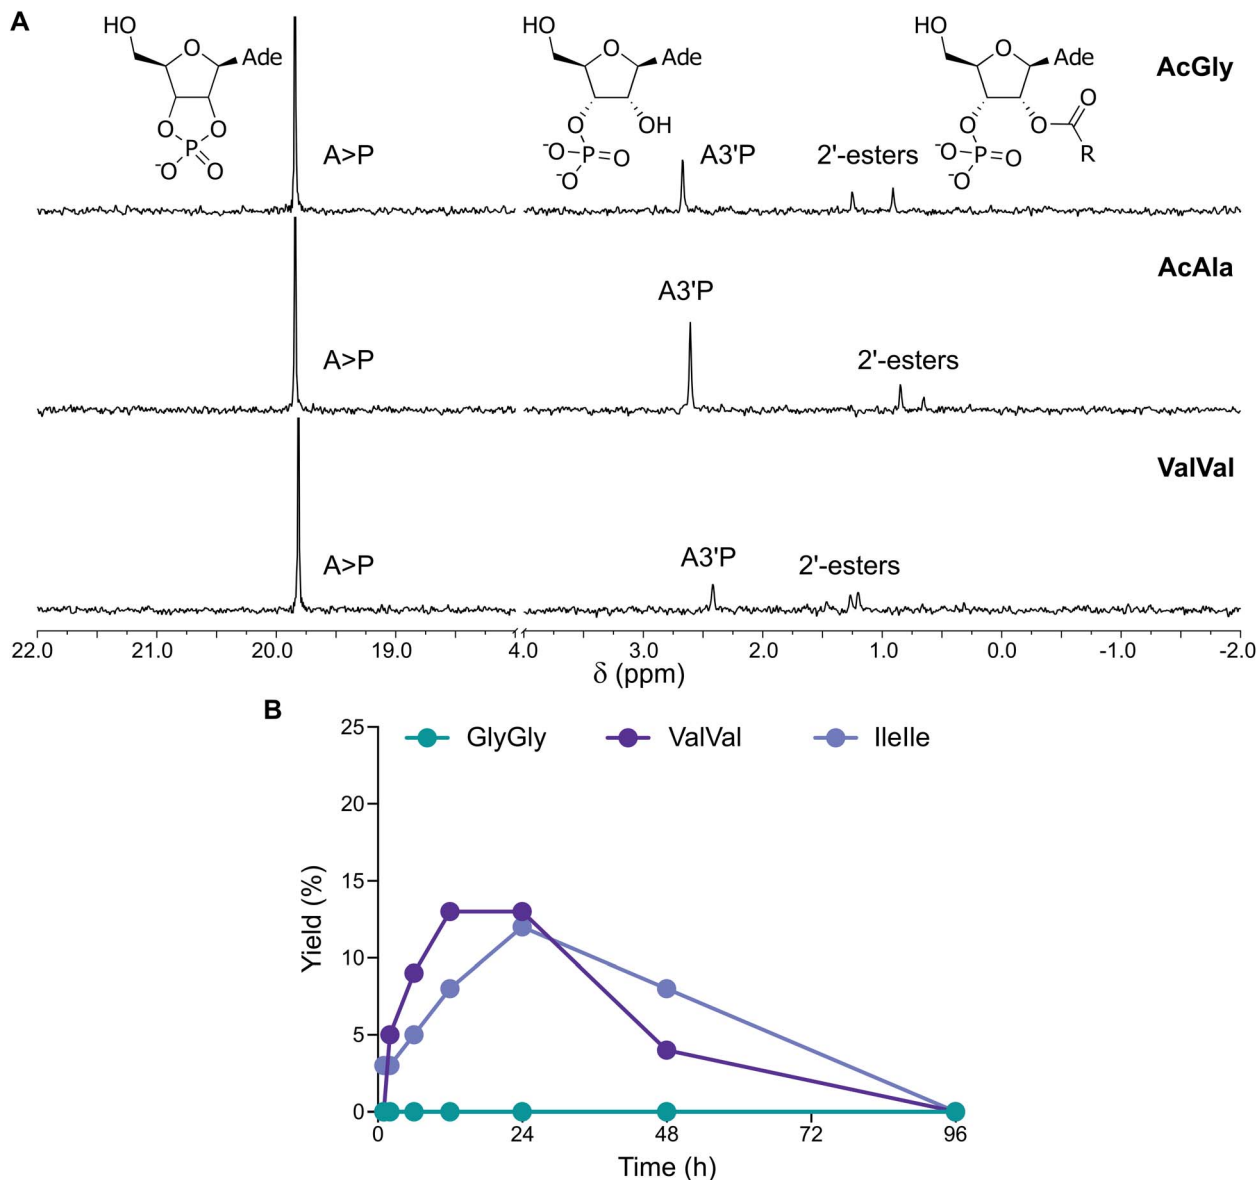 A
HO
O
Ade
O
O
P
⁻O
O
A>P
HO
O
Ade
O
OH
⁻O
P
O
⁻O
A3'P
HO
O
Ade
O
O
O
R
⁻O
P
O
⁻O
2'-esters
AcGly
A>P
A3'P
2'-esters
AcAla
A>P
A3'P
2'-esters
ValVal
22.0 21.0 20.0 19.0 4.0 3.0 2.0 1.0 0.0 -1.0 -2.0
δ (ppm)
B
GlyGly ValVal IleIle
Yield (%)
25
20
15
10
5
0
0 24 48 72 96
Time (h)